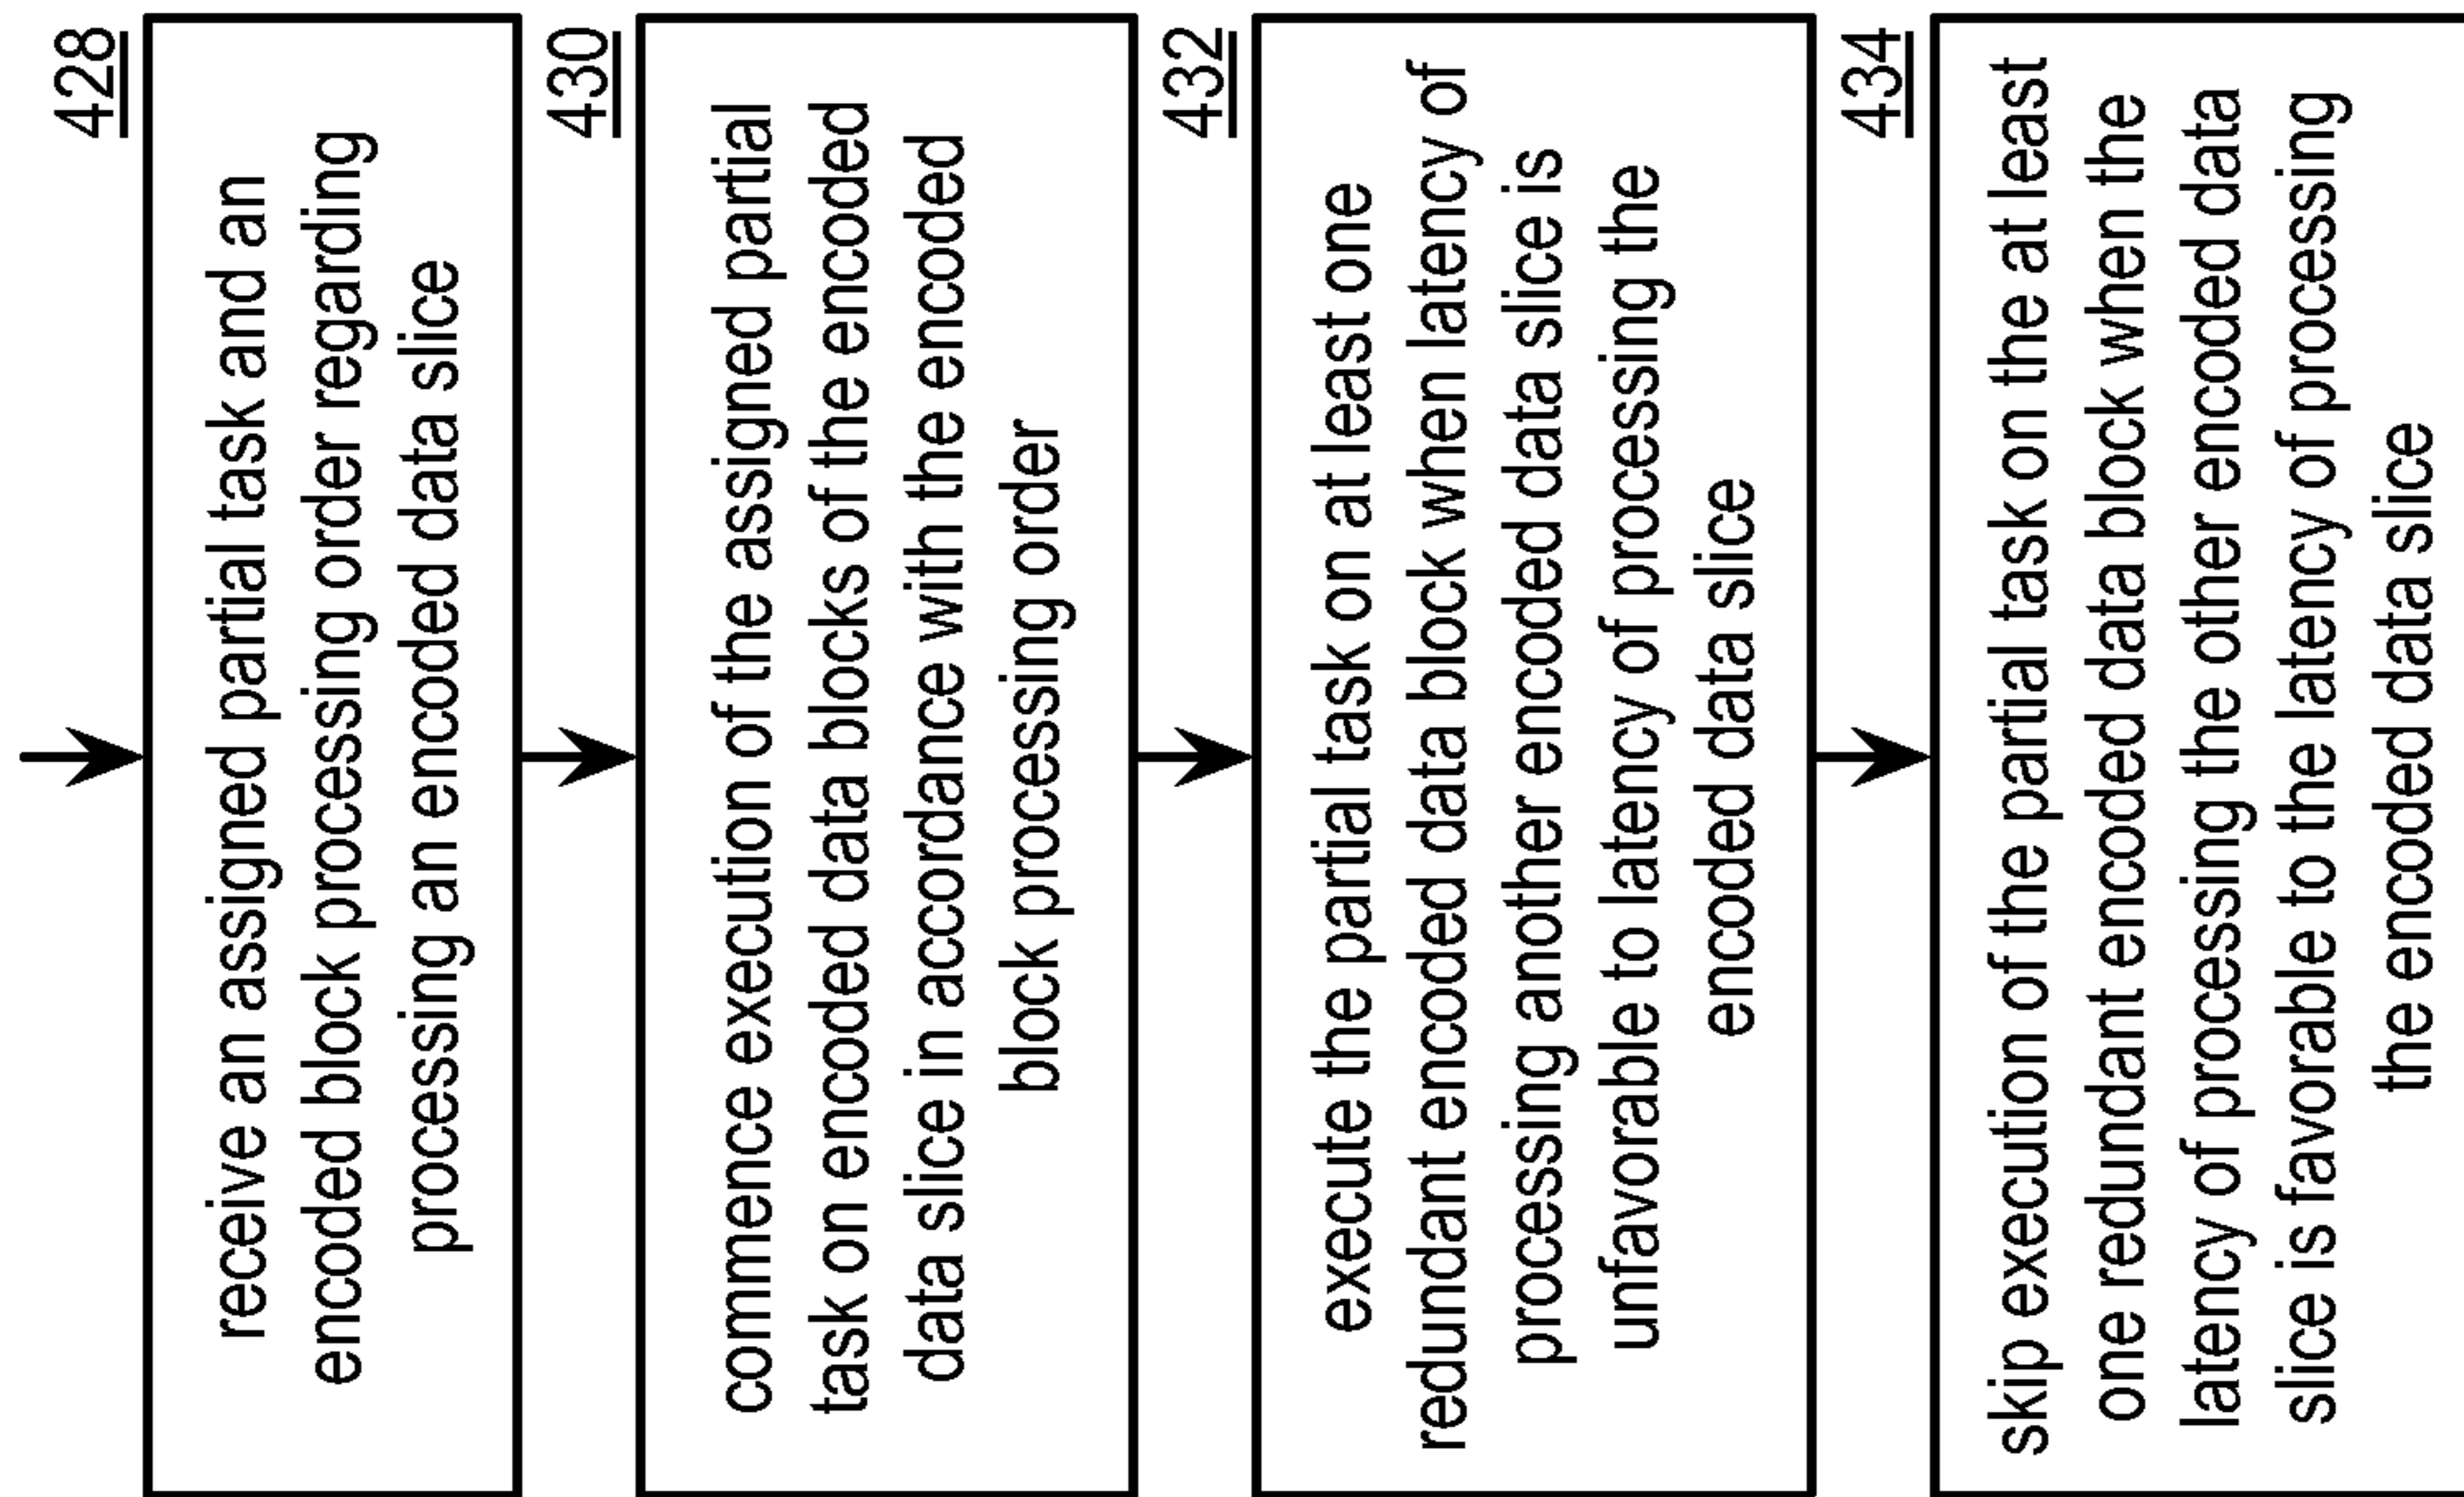 428
receive an assigned partial task and an
encoded block processing order regarding
processing an encoded data slice
430
commence execution of the assigned partial
task on encoded data blocks of the encoded
data slice in accordance with the encoded
block processing order
432
execute the partial task on at least one
redundant encoded data block when latency of
processing another encoded data slice is
unfavorable to latency of processing the
encoded data slice
434
skip execution of the partial task on the at least
one redundant encoded data block when the
latency of processing the other encoded data
slice is favorable to the latency of processing
the encoded data slice